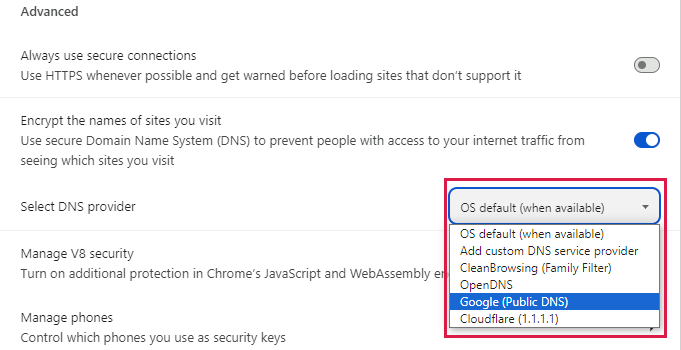 Advanced
Always use secure connections
Use HTTPS whenever possible and get warned before loading sites that don't support it
Encrypt the names of sites you visit
Use secure Domain Name System (DNS) to prevent people with access to your internet traffic from
seeing which sites you visit
Select DNS provider
OS default (when available)
OS default (when available)
Add custom DNS service provider
CleanBrowsing (Family Filter)
OpenDNS
Google (Public DNS)
Cloudflare (1.1.1.1)
Manage V8 security
Turn on additional protection in Chrome's JavaScript and WebAssembly
Manage phones
Control which phones you use as security keys